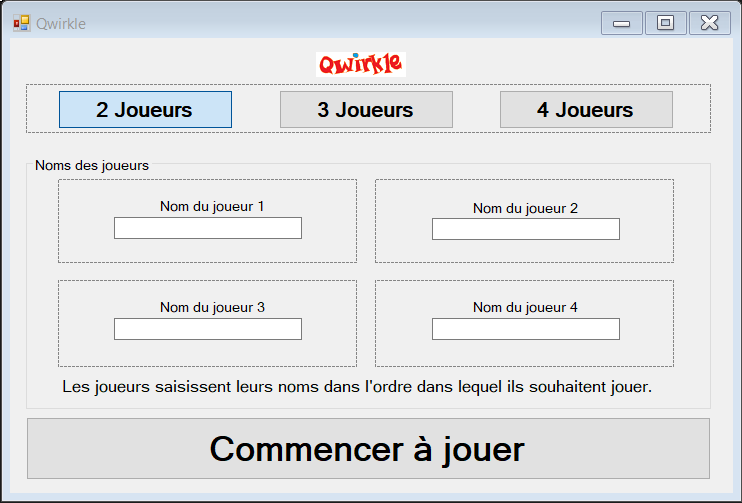 Qwirkle
Qwirkle
2 Joueurs 3 Joueurs 4 Joueurs
Noms des joueurs
Nom du joueur 1 Nom du joueur 2
Nom du joueur 3 Nom du joueur 4
Les joueurs saisissent leurs noms dans l'ordre dans lequel ils souhaitent jouer.
Commencer à jouer